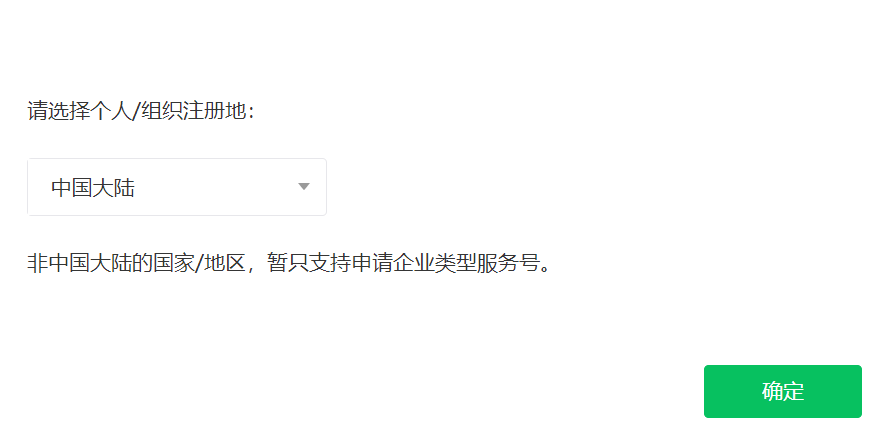 请选择个人/组织注册地：
中国大陆
非中国大陆的国家/地区，暂只支持申请企业类型服务号。
确定